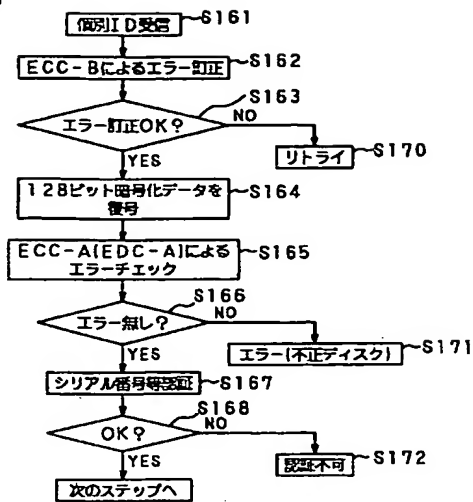 個別ID受信
S161
ECC-Bによるエラー訂正
S162
エラー訂正OK?
S163
NO
リトライ
S170
YES
128ビット暗号化データを
復号
S164
ECC-A(EDC-A)による
エラーチェック
S165
エラー無し?
S166
NO
エラー(不正ディスク)
S171
YES
シリアル番号等認証
S167
OK?
S168
NO
認証不可
S172
YES
次のステップへ